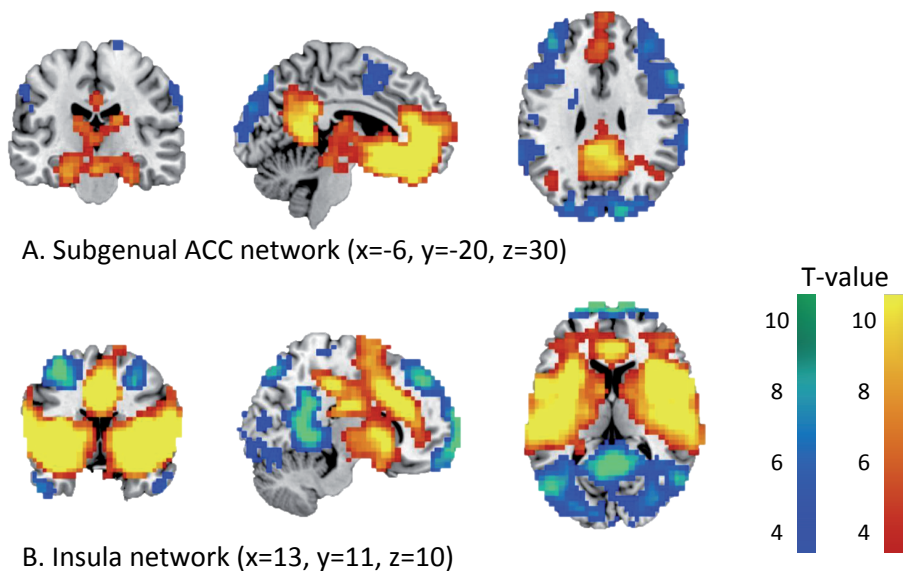 A. Subgenual ACC network (x=-6, y=-20, z=30)
T-value
10 10
8 8
6 6
4 4
B. Insula network (x=13, y=11, z=10)